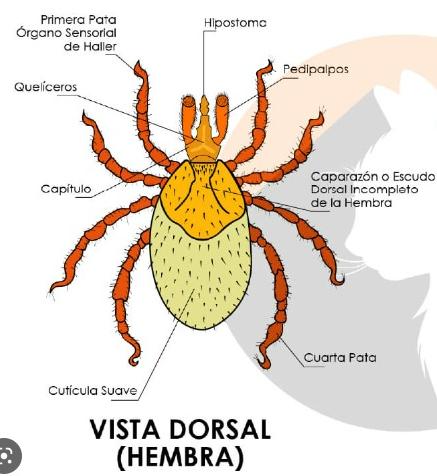 Primera Pata
Órgano Sensorial
de Haller
Hipostoma
Pedipalpos
Quelíceros
Capítulo
Caparazón o Escudo
Dorsal Incompleto
de la Hembra
Cuarta Pata
Cutícula Suave
VISTA DORSAL
(HEMBRA)